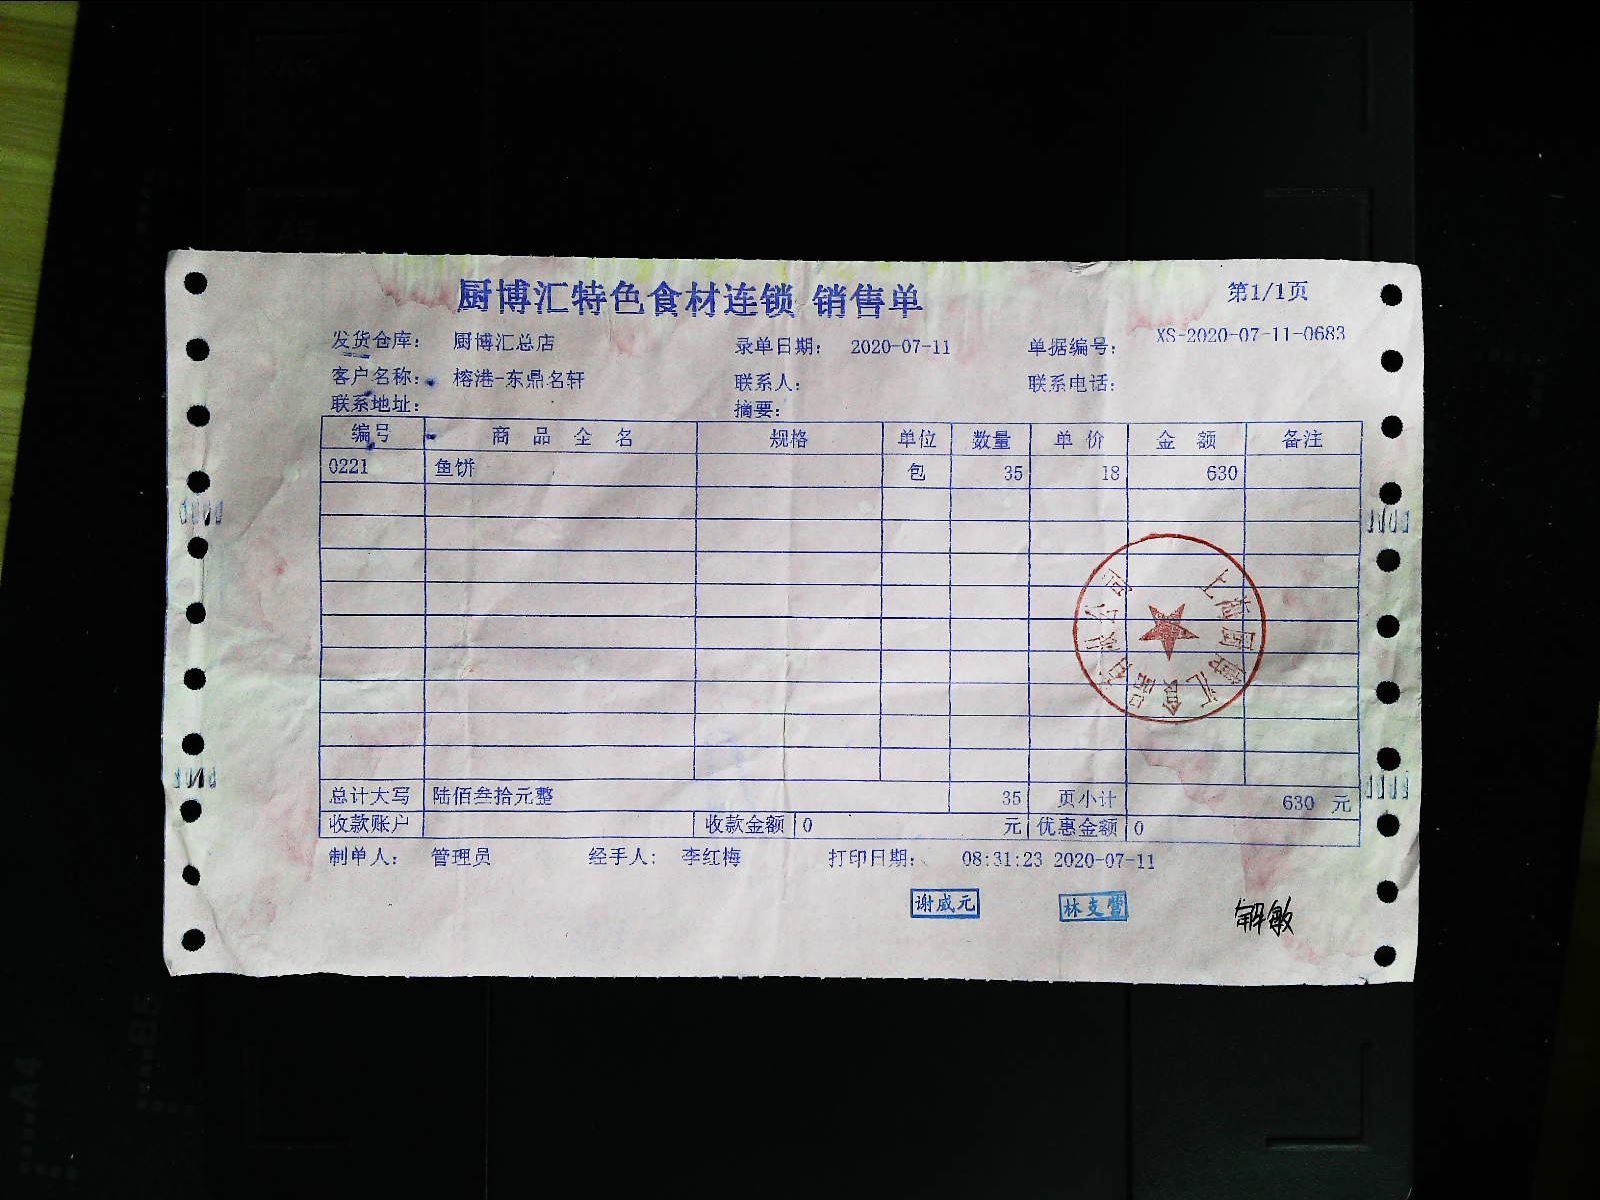 厨博汇特色食材连锁 销售单 第1/1页
发货仓库: 厨博汇总店 录单日期: 2020-07-11 单据编号: XS-2020-07-11-0683
客户名称: 榕港-东鼎名轩 联系人: 联系电话:
联系地址: 摘要:
编号 商品全名 规格 单位 数量 单价 金额 备注
0221 鱼饼 包 35 18 630
总计大写 陆佰叁拾元整 35 页小计 630 元
收款账户 收款金额 0 元 优惠金额 0
制单人: 管理员 经手人: 李红梅 打印日期: 08:31:23 2020-07-11
谢威元 林支营 解敏